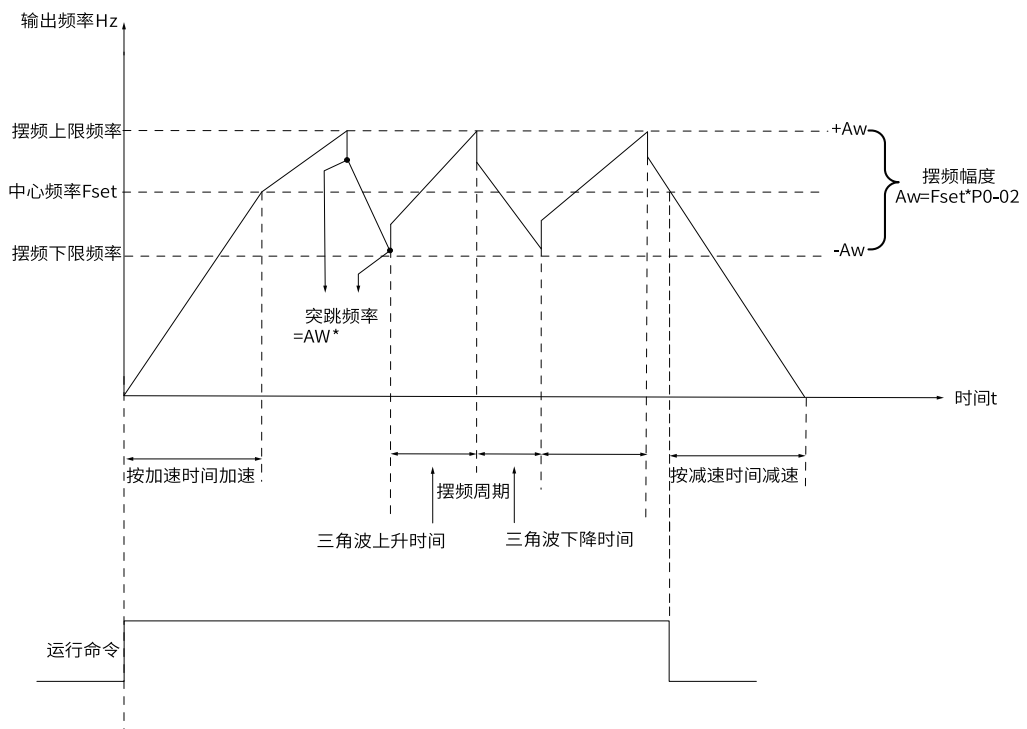 输出频率Hz
摆频上限频率
+Aw
中心频率Fset
摆频幅度
Aw=Fset*P0-02
摆频下限频率
-Aw
突跳频率
=AW*
时间t
按加速时间加速
摆频周期
按减速时间减速
三角波上升时间
三角波下降时间
运行命令